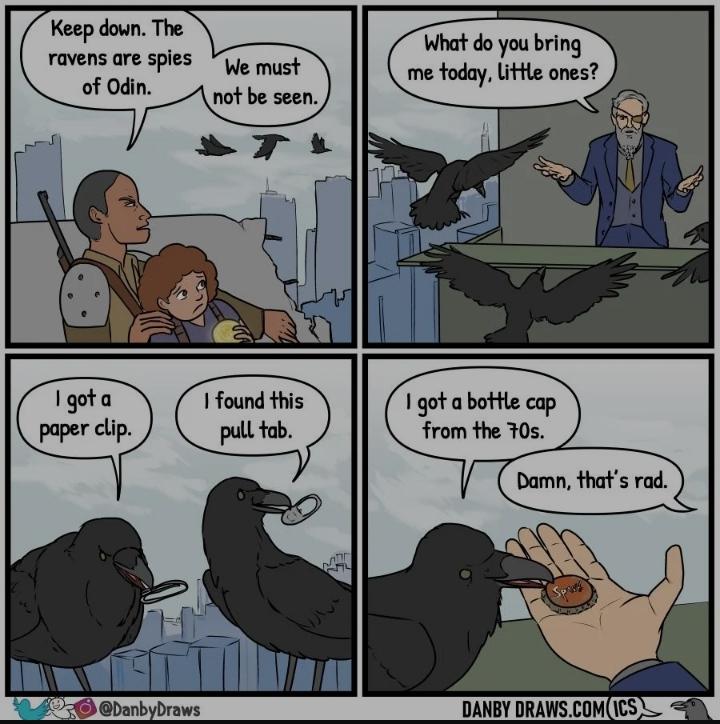 Keep down. The
ravens are spies
of Odin.
We must
not be seen.
What do you bring
me today, little ones?
I got a
paper clip.
I found this
pull tab.
I got a bottle cap
from the 70s.
Damn, that's rad.
@DanbyDraws
DANBY DRAWS.COM(ICS